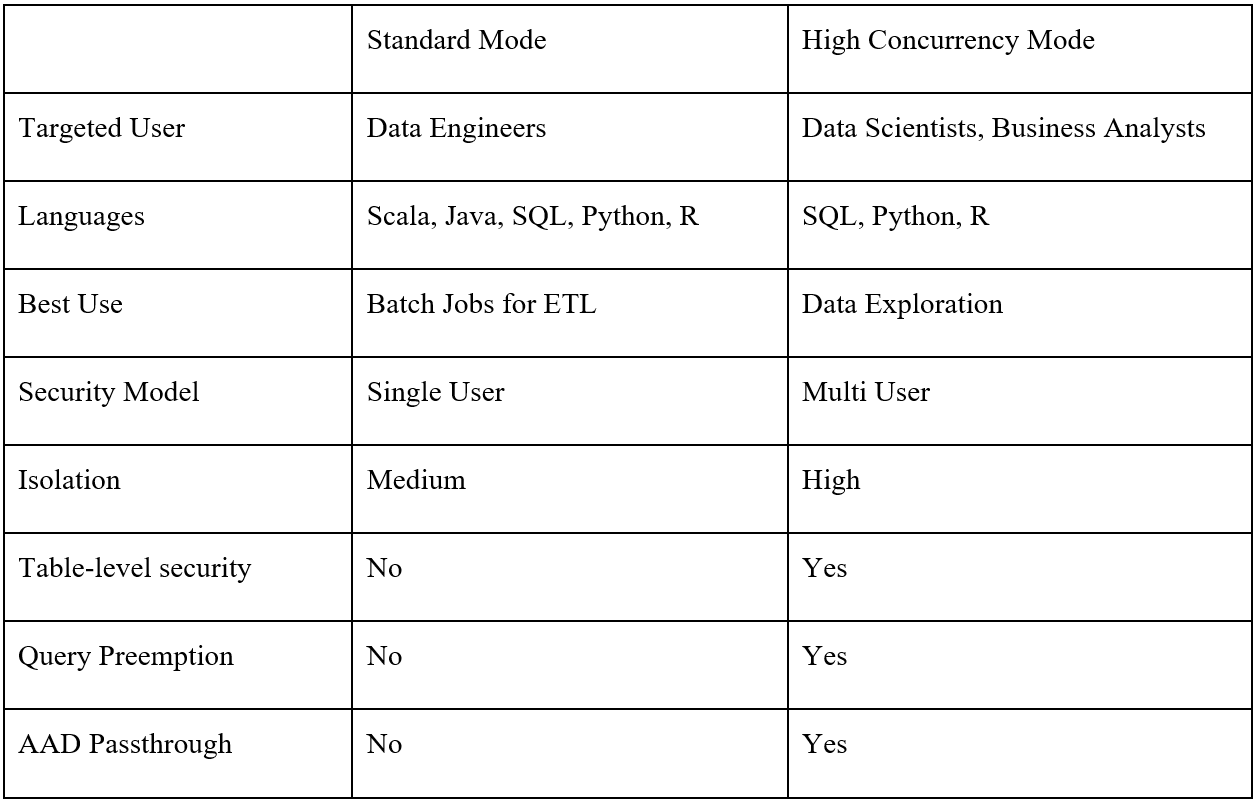 Standard Mode High Concurrency Mode
Targeted User Data Engineers Data Scientists, Business Analysts
Languages Scala, Java, SQL, Python, R SQL, Python, R
Best Use Batch Jobs for ETL Data Exploration
Security Model Single User Multi User
Isolation Medium High
Table-level security No Yes
Query Preemption No Yes
AAD Passthrough No Yes